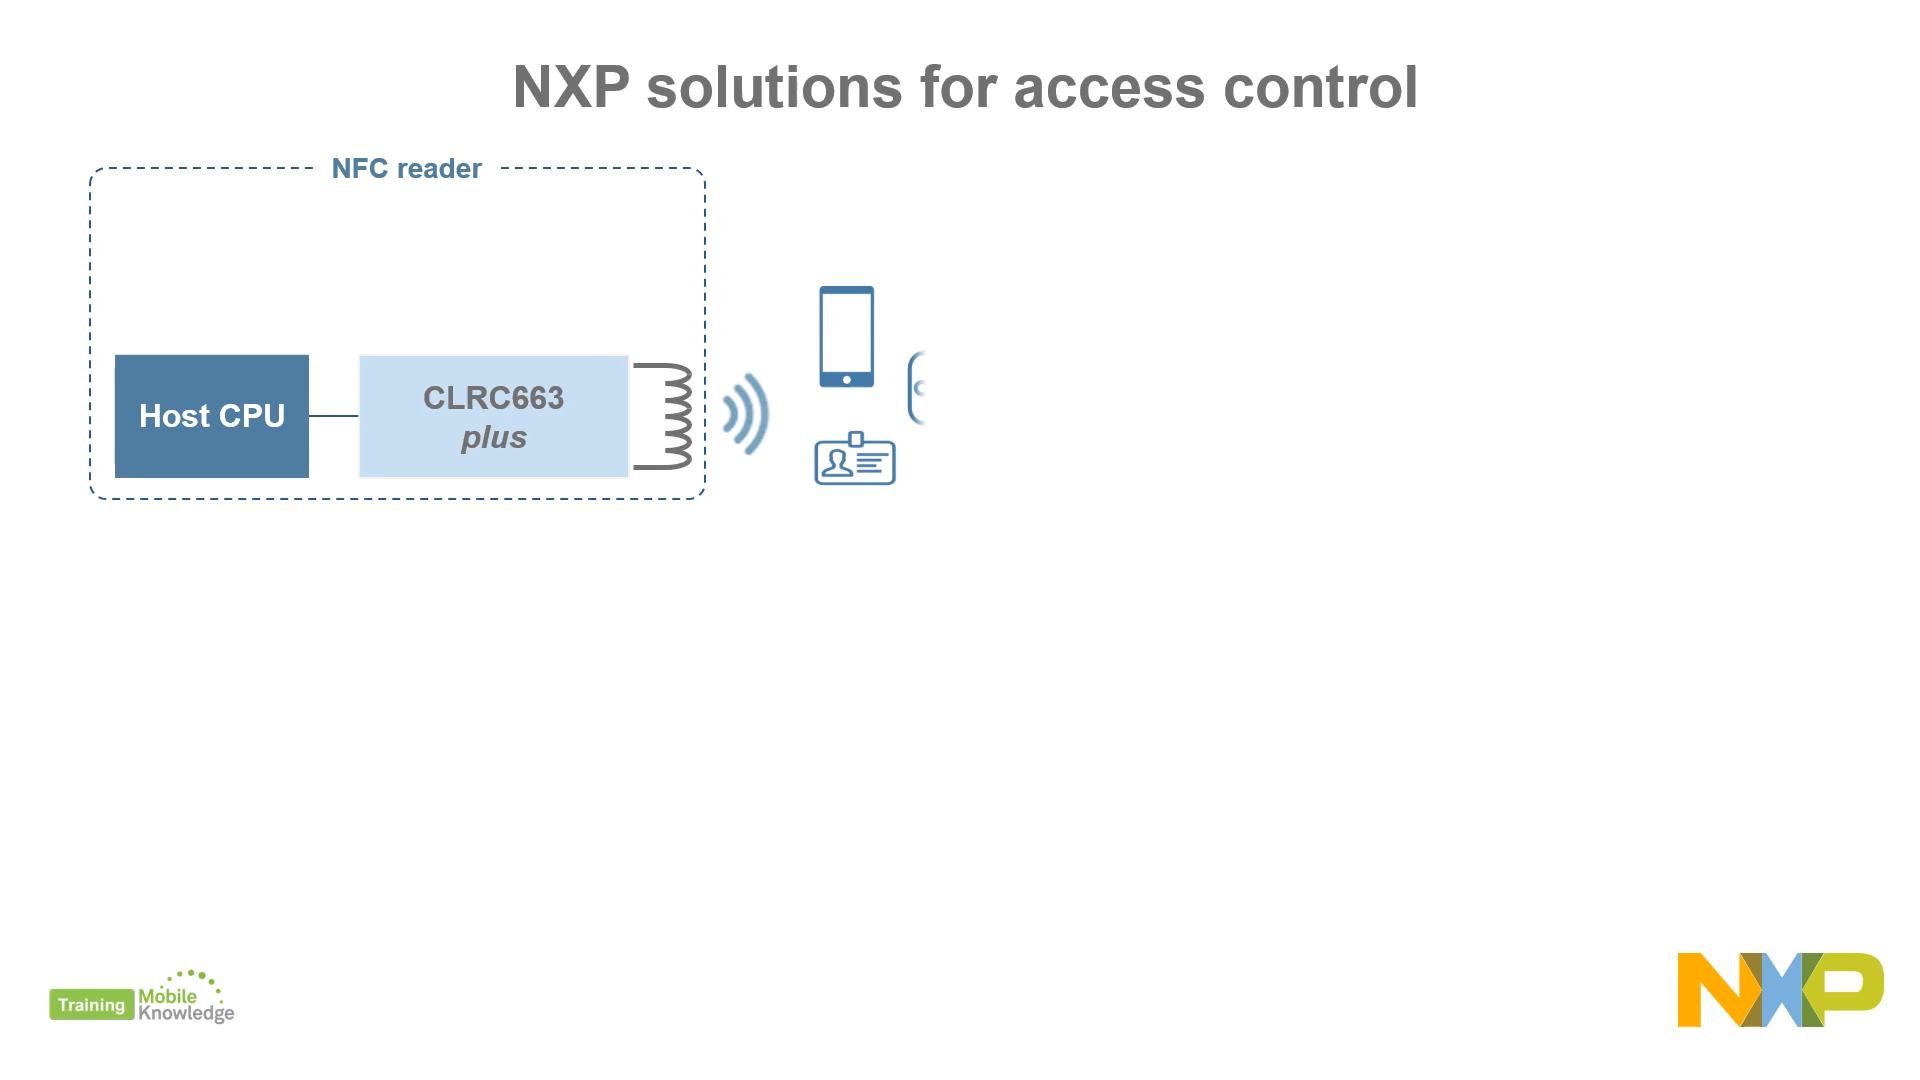 NXP solutions for access control
NFC reader
Host CPU
CLRC663
plus
Training
Mobile
Knowledge
NXP